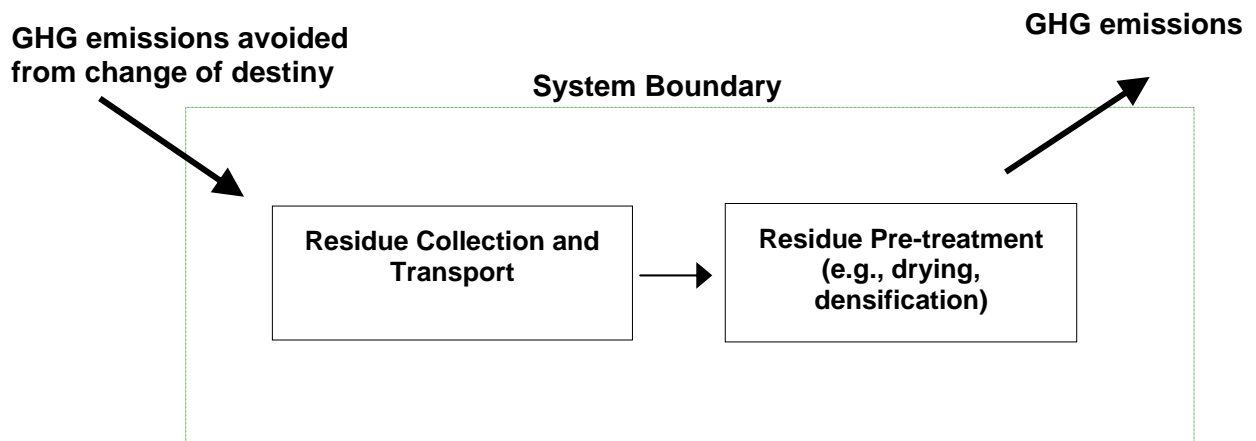 GHG emissions avoided
from change of destiny
GHG emissions
System Boundary
Residue Collection and
Transport
Residue Pre-treatment
(e.g., drying,
densification)